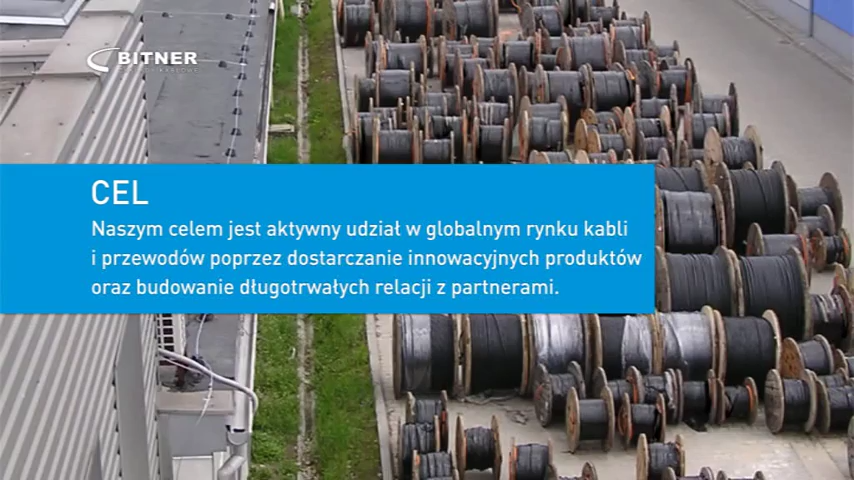 BITNER
CEL
Naszym celem jest aktywny udział w globalnym rynku kabli
i przewodów poprzez dostarczanie innowacyjnych produktów
oraz budowanie długotrwałych relacji z partnerami.